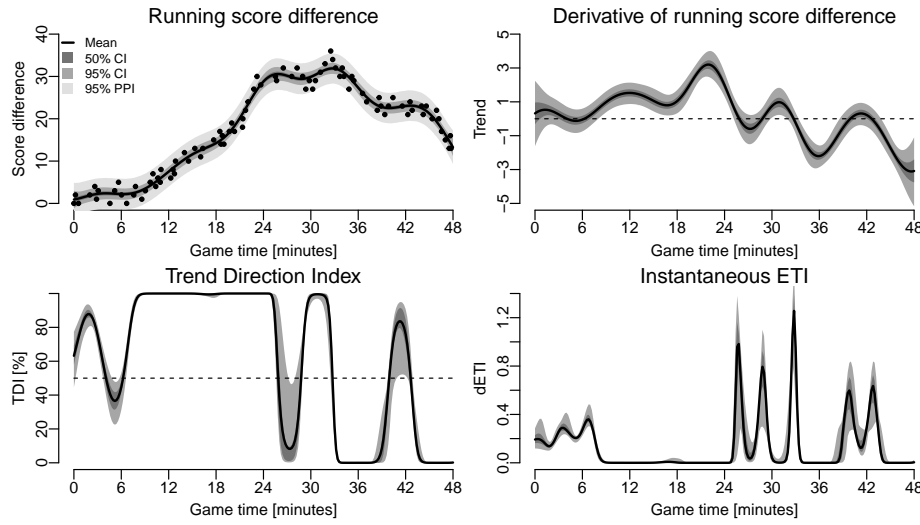 Running score difference
Mean
50% CI
95% CI
95% PPI
Score difference
0 10 20 30 40
0 6 12 18 24 30 36 42 48
Game time [minutes]
Derivative of running score difference
Trend
−5 −3 −1 1 3 5
0 6 12 18 24 30 36 42 48
Game time [minutes]
Trend Direction Index
TDI [%]
0 20 40 60 80
0 6 12 18 24 30 36 42 48
Game time [minutes]
Instantaneous ETI
dETI
0.0 0.4 0.8 1.2
0 6 12 18 24 30 36 42 48
Game time [minutes]